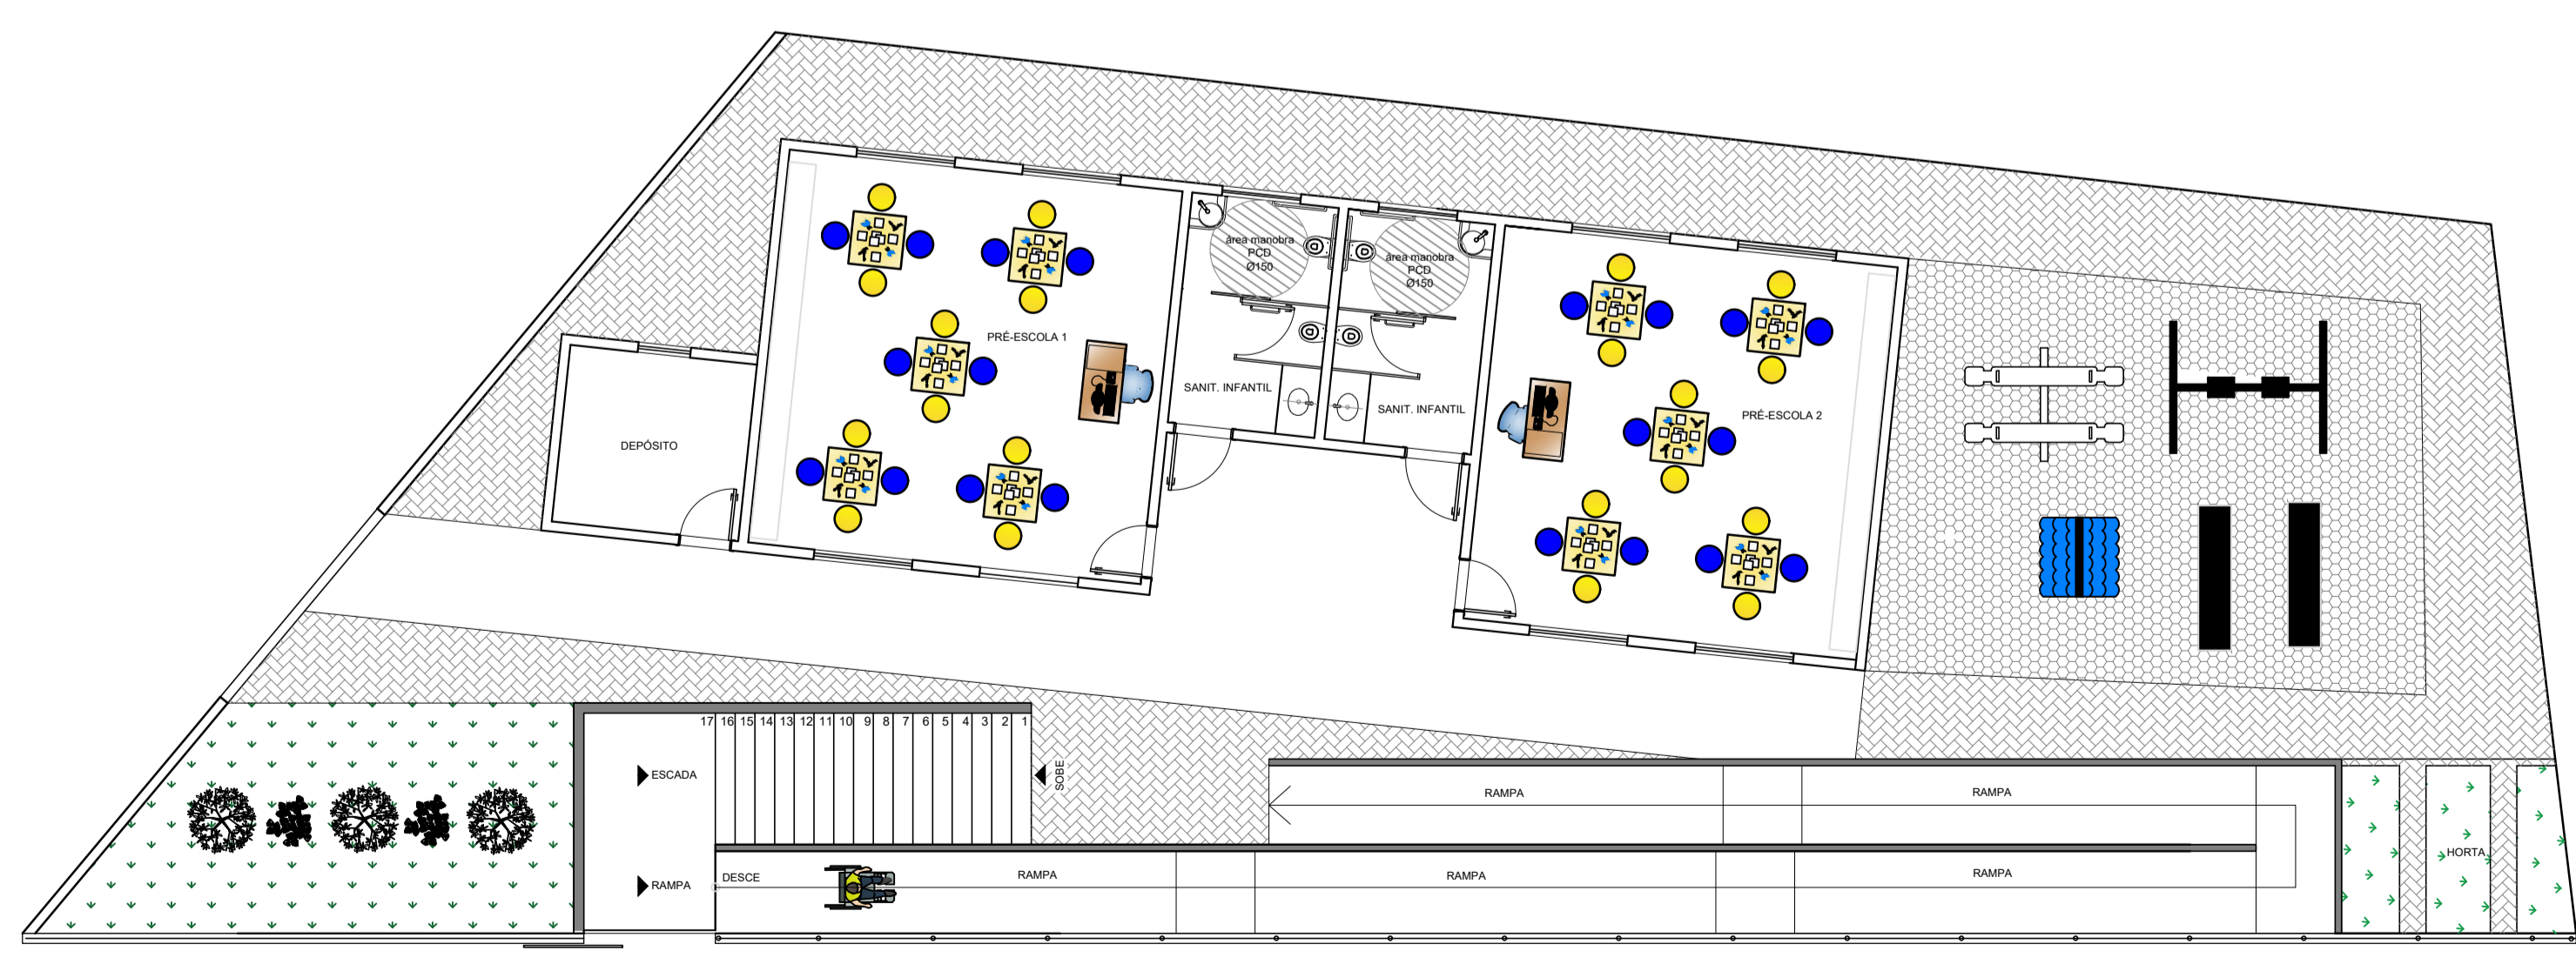 área manobra
PCD
Ø150
área manobra
PCD
Ø150
PRÉ-ESCOLA 1
SANIT. INFANTIL
SANIT. INFANTIL
PRÉ-ESCOLA 2
DEPÓSITO
17 16 15 14 13 12 11 10 9 8 7 6 5 4 3 2 1
ESCADA
SOBE
RAMPA
RAMPA
RAMPA
DESCE
RAMPA
RAMPA
RAMPA
HORTA